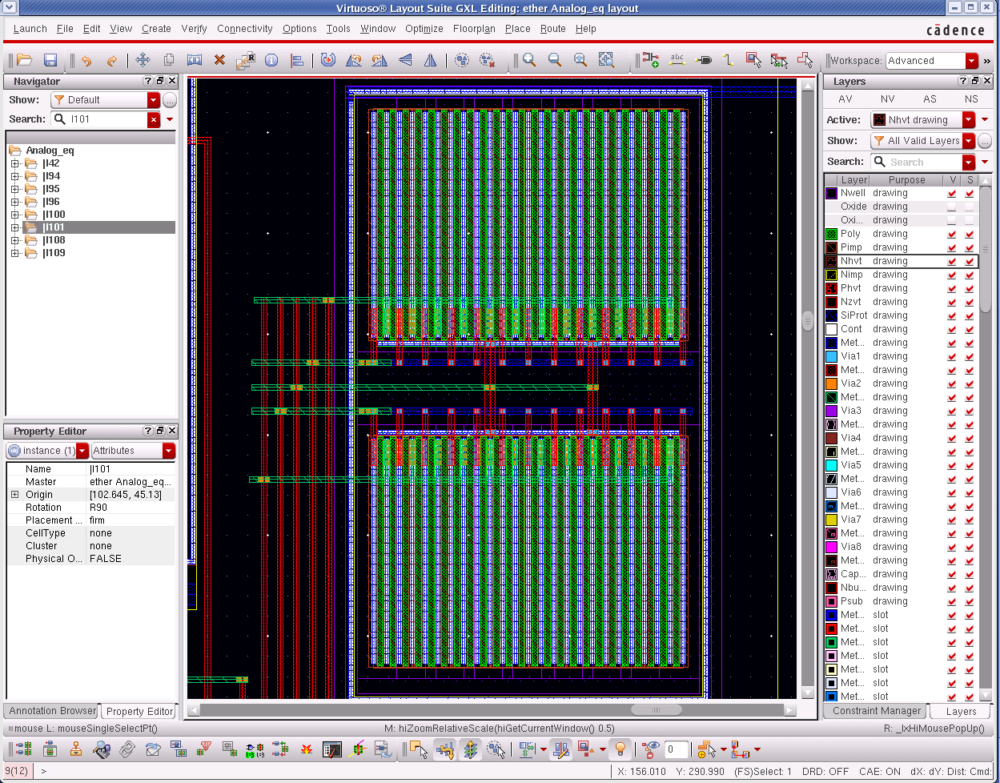 Virtuoso® Layout Suite GXL Editing: ether Analog_eq layout
Launch File Edit View Create Verify Connectivity Options Tools Window Optimize Floorplan Place Route Help
cādence
Workspace: Advanced »
Navigator
Show: Default
Search: |I101
Analog_eq
|I42
|I94
|I95
|I96
|I100
|I101
|I108
|I109
Property Editor
instance (1) Attributes
Name |I101
Master ether Analog_eq...
Origin [102.645, 45.13]
Rotation R90
Placement ... firm
CellType none
Cluster none
Physical O... FALSE
Annotation Browser Property Editor
Layers
AV NV AS NS
Active: Nhvt drawing
Show: All Valid Layers
Search: Search
Layer Purpose V S
Nwell drawing
Oxide drawing
Oxi... drawing
Poly drawing
Pimp drawing
Nhvt drawing
Nimp drawing
Phvt drawing
Nzvt drawing
SiProt drawing
Cont drawing
Met... drawing
Via1 drawing
Met... drawing
Via2 drawing
Met... drawing
Via3 drawing
Met... drawing
Via4 drawing
Met... drawing
Via5 drawing
Met... drawing
Via6 drawing
Met... drawing
Via7 drawing
Met... drawing
Via8 drawing
Met... drawing
Cap... drawing
Nbu... drawing
Psub drawing
Met... slot
Met... slot
Met... slot
Met... slot
Met... slot
Met... slot
Met... slot
Constraint Manager Layers
mouse L: mouseSingleSelectPt() M: hiZoomRelativeScale(hiGetCurrentWindow() 0.5) R: _lxHiMousePopUp()
0
9(12) > X: 156.010 Y: 290.990 (FS)Select: 1 DRD: OFF CAE: ON dX: dY: Dist: Cmd: